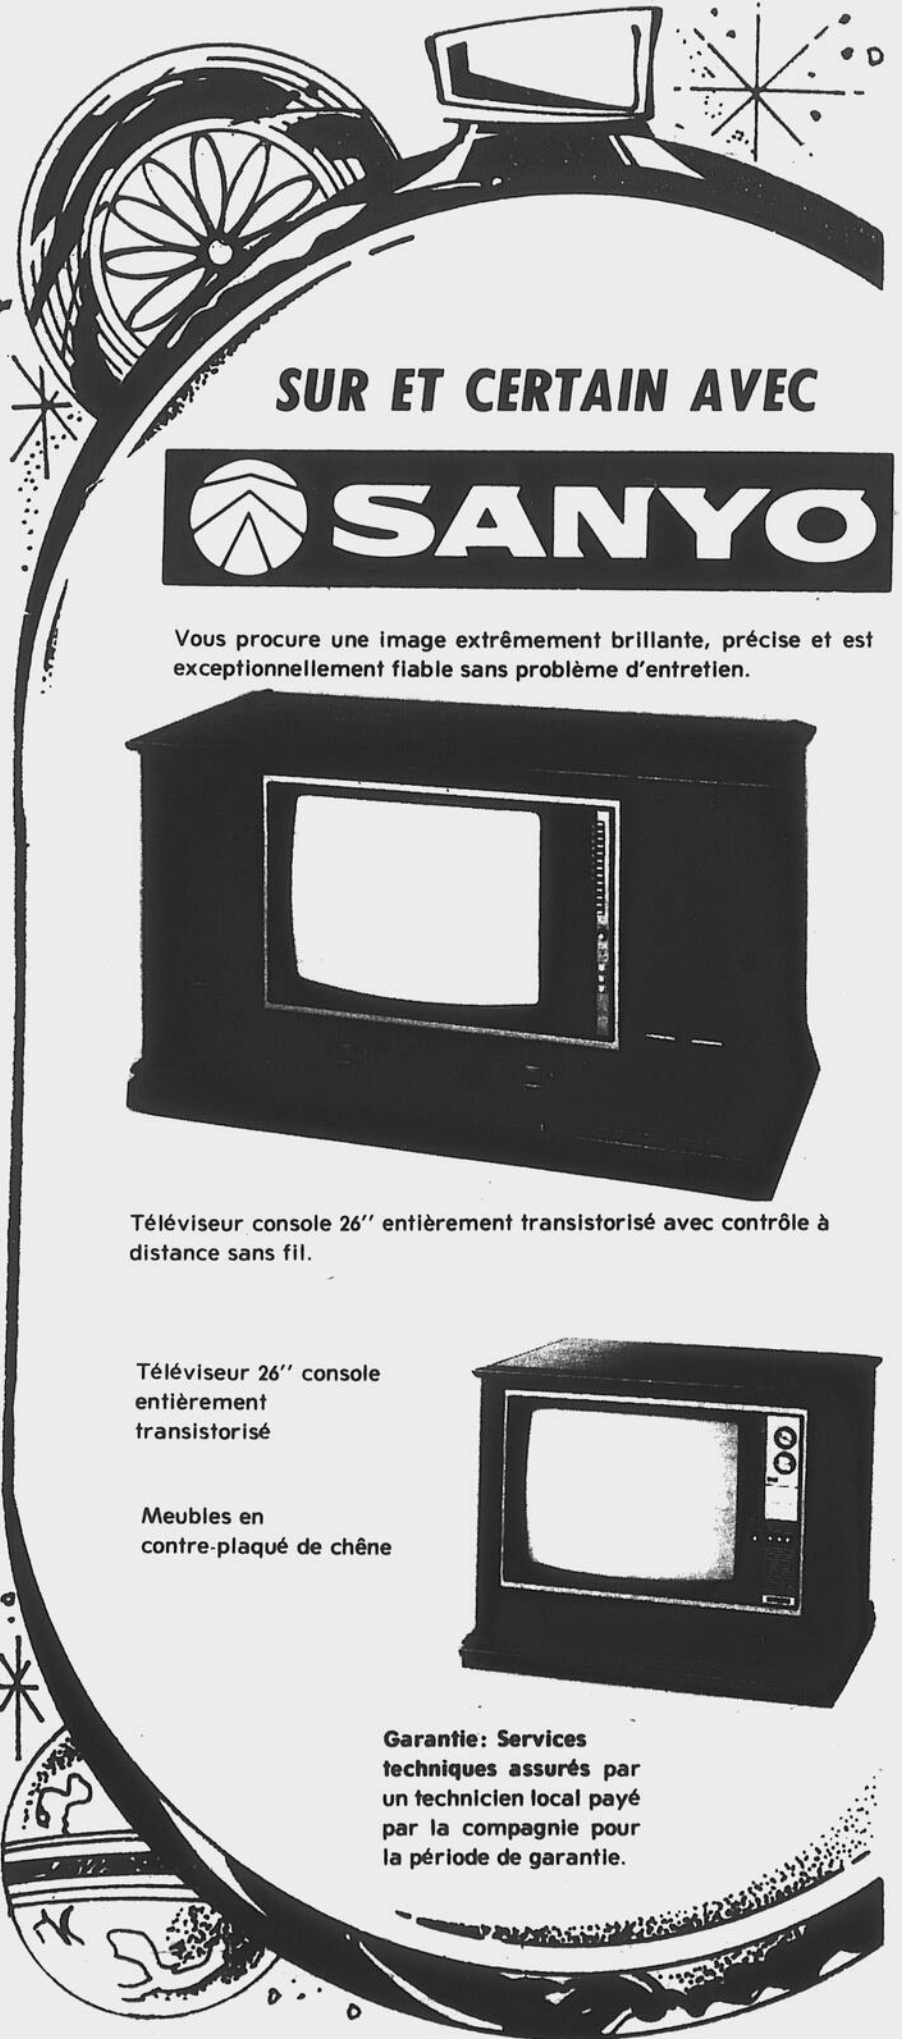 SUR ET CERTAIN AVEC
SANYO
Vous procure une image extrêmement brillante, précise et est
exceptionnellement fiable sans problème d'entretien.
Téléviseur console 26'' entièrement transistorisé avec contrôle à
distance sans fil.
Téléviseur 26'' console
entièrement
transistorisé
Meubles en
contre-plaqué de chêne
Garantie: Services
techniques assurés par
un technicien local payé
par la compagnie pour
la période de garantie.